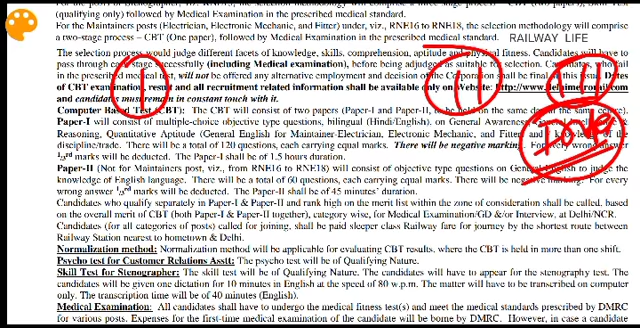 (qualifying only) followed by Medical Examination in the prescribed medical standard.
For the Maintainers posts (Electrician, Electronic Mechanic, and Fitter) under, viz., RNE16 to RNE18, the selection methodology will comprise
a two-stage process – CBT (One paper), followed by Medical Examination in the prescribed medical standard.
RAILWAY LIFE
The selection process would judge different facets of knowledge, skills, comprehension, aptitude and physical fitness. Candidates will have to
pass through successfully (including Medical examination), before being adjudged as suitable for selection. Candidates, who fail
in the prescribed medical test, will not be offered any alternative employment and decision of the Corporation shall be final on this issue. Dates
of CBT examination, result and all recruitment related information shall be available only on Website:
and candidates must remain in constant touch with it.
Computer Based Test (CBT): The CBT will consist of two papers (Paper-I and Paper-II, to be held on the same day in the same centre).
Paper-I will consist of multiple-choice objective type questions, bilingual (Hindi/English). on General Awareness,
Reasoning, Quantitative Aptitude (General English for Maintainer-Electrician, Electronic Mechanic, and Fitter) and knowledge of the
discipline/trade. There will be a total of 120 questions, each carrying equal marks. There will be negative marking. For every wrong answer
1/3rd marks will be deducted. The Paper-I shall be of 1.5 hours duration.
Paper-II (Not for Maintainers post, viz., from RNE16 to RNE18) will consist of objective type questions on General English to judge the
knowledge of English language. There will be a total of 60 questions, each carrying equal marks. There will be negative marking. For every
wrong answer 1/3rd marks will be deducted. The Paper-II shall be of 45 minutes' duration.
Candidates who qualify separately in Paper-I & Paper-II and rank high on the merit list within the zone of consideration shall be called, based
on the overall merit of CBT (both Paper-I & Paper-II together), category wise, for Medical Examination/GD &/or Interview, at Delhi/NCR.
Candidates (for all categories of posts) called for joining, shall be paid sleeper class Railway fare for journey by the shortest route between
Railway Station nearest to hometown & Delhi.
Normalization method: Normalization method will be applicable for evaluating CBT results, where the CBT is held in more than one shift.
Psycho test for Customer Relations Asstt: The psycho test will be of Qualifying Nature.
Skill Test for Stenographer: The skill test will be of Qualifying Nature. The candidates will have to appear for the stenography test. The
candidates will be given one dictation for 10 minutes in English at the speed of 80 w.p.m. The matter will have to be transcribed on computer
only. The transcription time will be of 40 minutes (English).
Medical Examination: All candidates shall have to undergo the medical fitness test(s) and meet the medical standards prescribed by DMRC
for various posts. Expenses for the first-time medical examination of the candidate will be borne by DMRC. However, in case a candidate